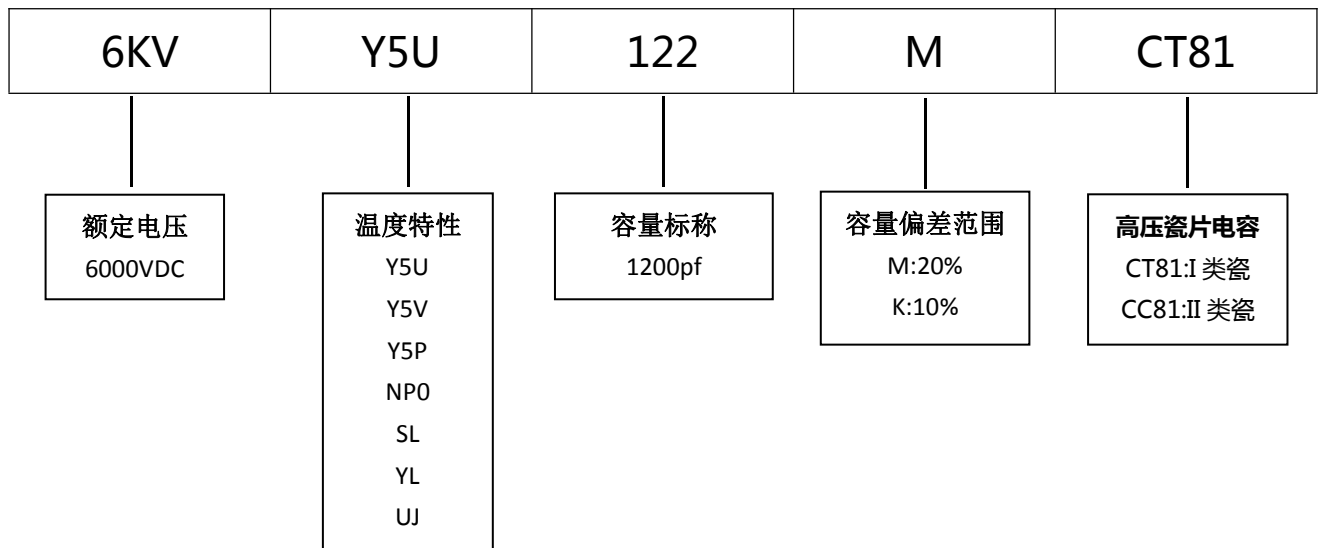 6KV Y5U 122 M CT81
额定电压
6000VDC
温度特性
Y5U
Y5V
Y5P
NP0
SL
YL
UJ
容量标称
1200pf
容量偏差范围
M:20%
K:10%
高压瓷片电容
CT81:I 类瓷
CC81:II 类瓷